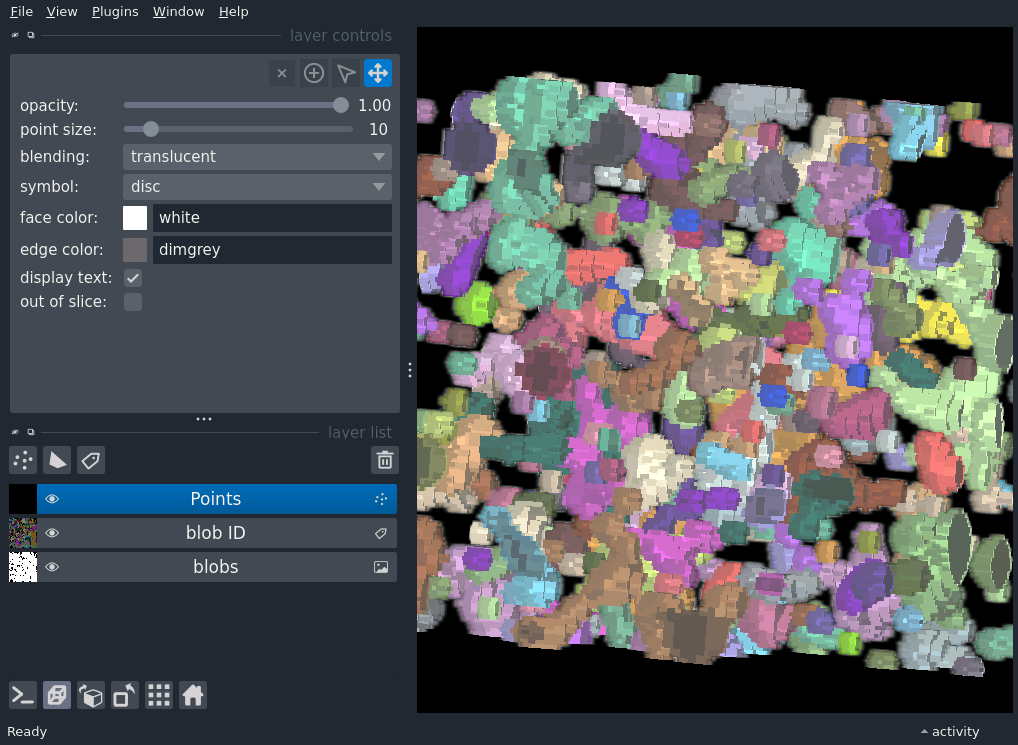 File View Plugins Window Help
layer controls
opacity: 1.00
point size: 10
blending: translucent
symbol: disc
face color: white
edge color: dimgrey
display text:
out of slice:
layer list
Points
blob ID
blobs
Ready
activity